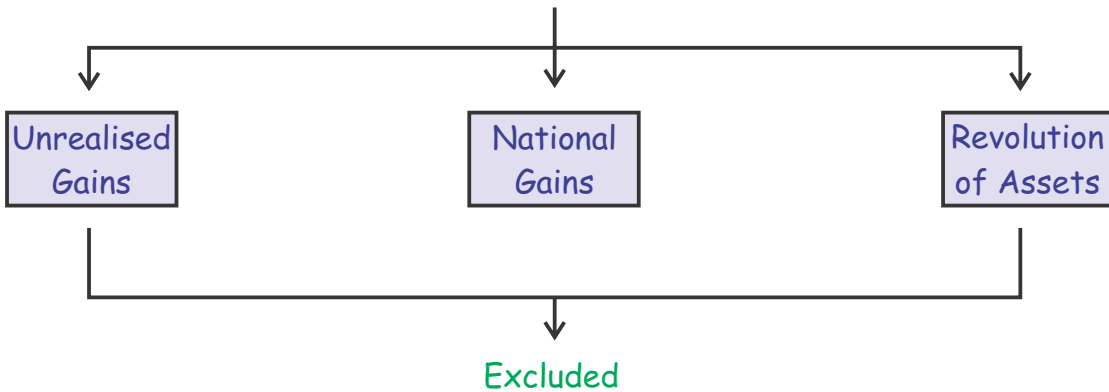 Unrealised
Gains
National
Gains
Revolution
of Assets
Excluded